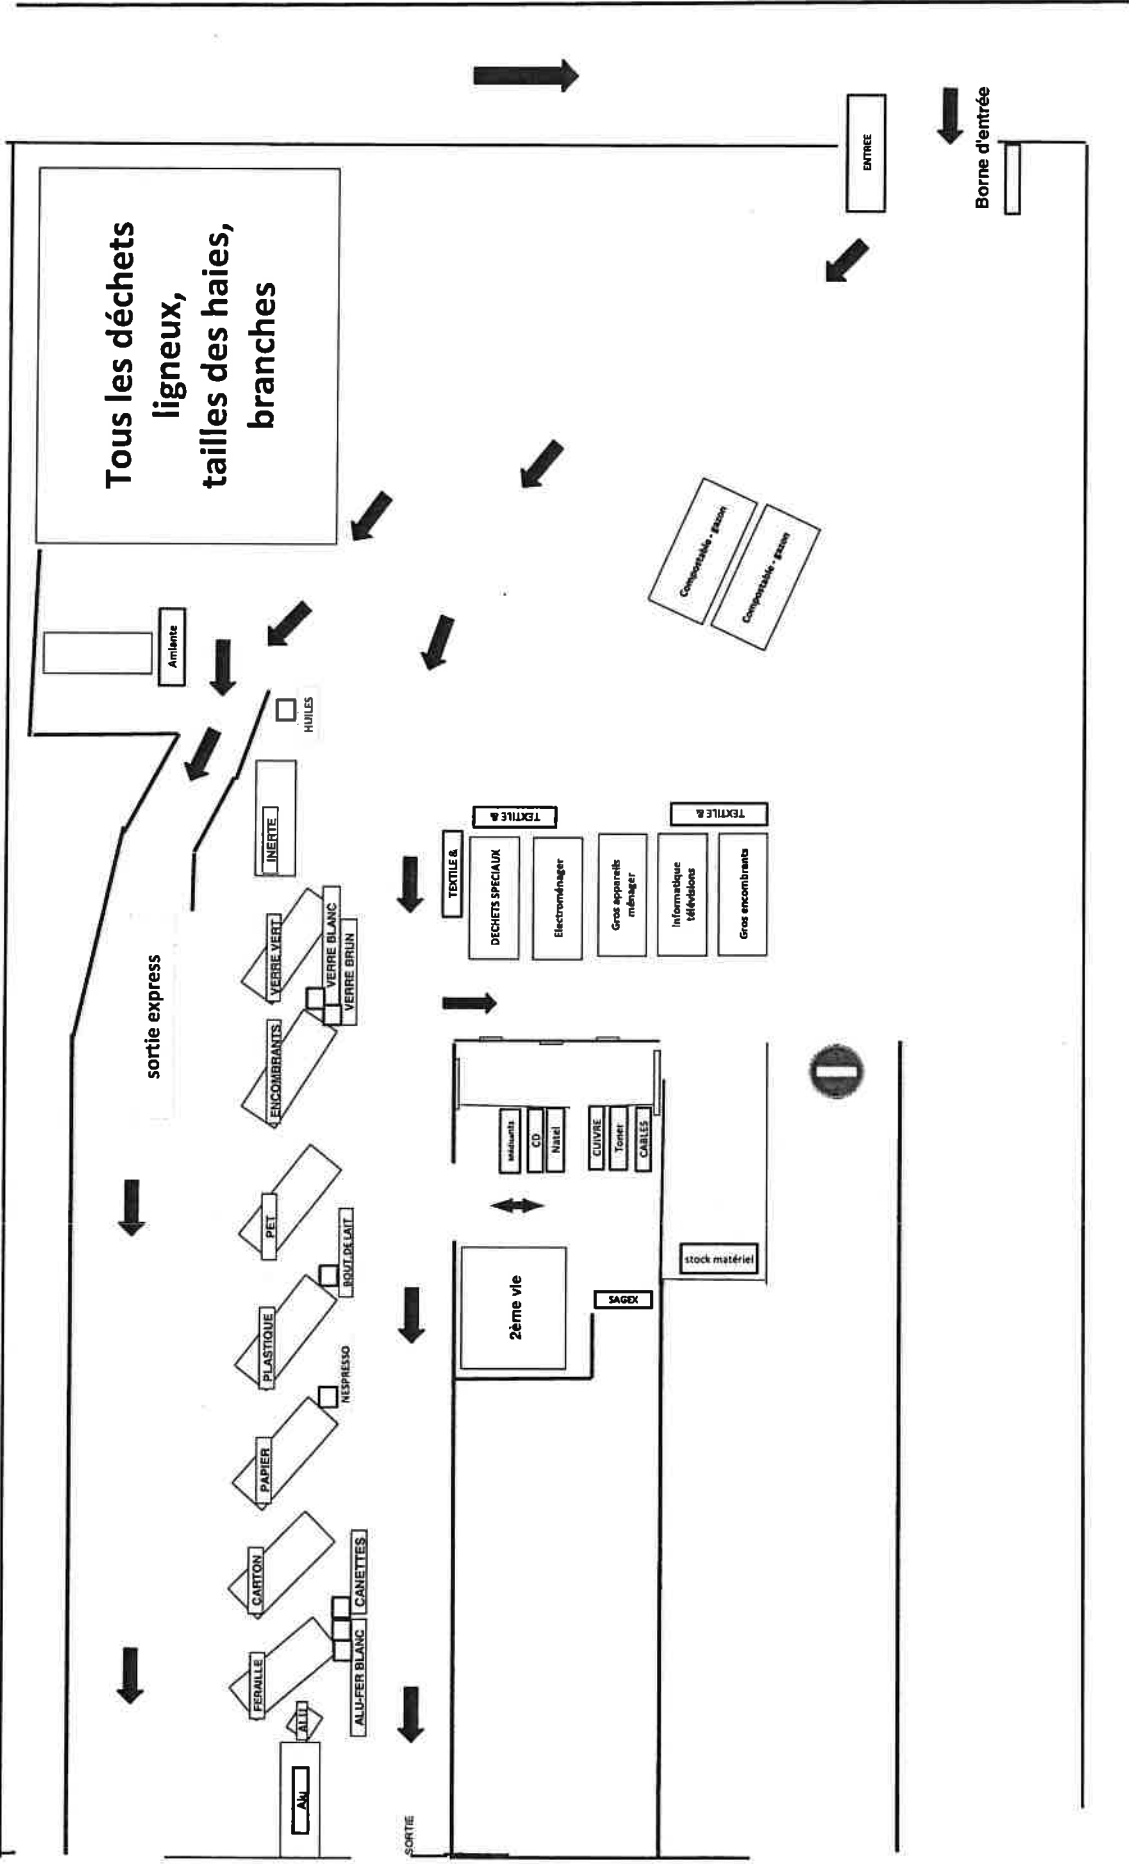 ENTREE
Borne d'entrée
Tous les déchets
ligneux,
tailles des haies,
branches
Compostable - gazon
Compostable - gazon
Amiante
HUILES
INERTE
TEXTILE &
TEXTILE &
TEXTILE &
DECHETS SPECIAUX
Electroménager
Gros appareils
ménager
Informatique
télévisions
Gros encombrants
sortie express
VERRE VERT
VERRE BLANC
VERRE BRUN
ENCOMBRANTS
CD
Natel
CUIVRE
Toner
CABLES
PET
BOUT.DE LAIT
2ème vie
SAGEX
stock matériel
PLASTIQUE
NESPRESSO
PAPIER
CARTON
CANETTES
FERAILLE
ALU-FER BLANC
ALU
Alu
SORTIE